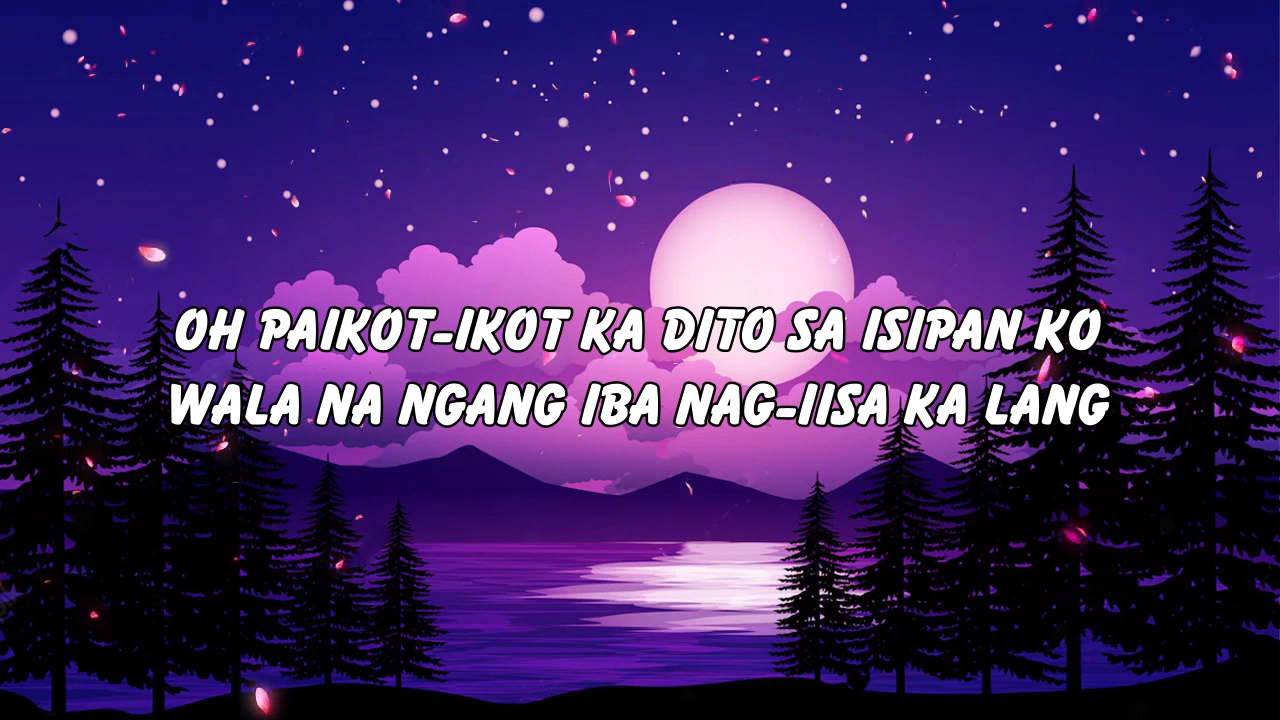 OH PAIKOT-IKOT KA DITO SA ISIPAN KO
WALA NA NGANG IBA NAG-IISA KA LANG